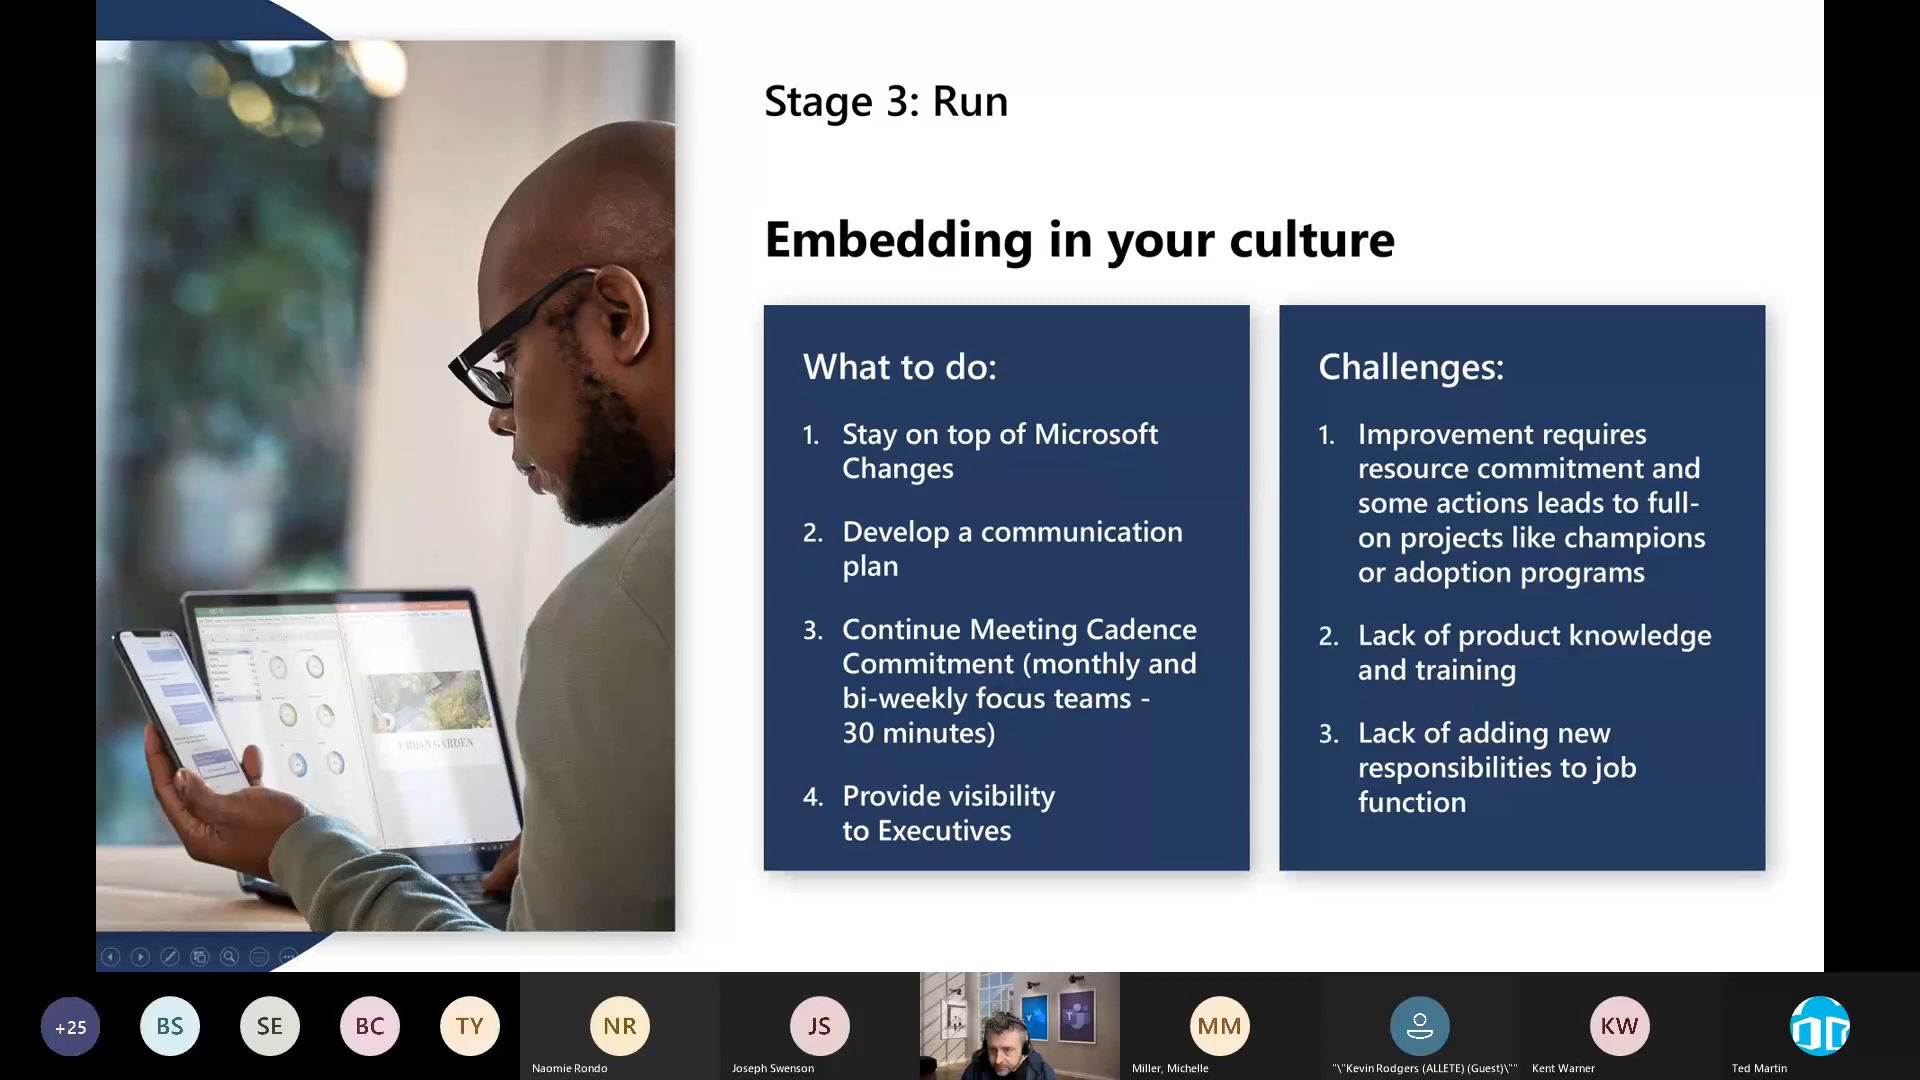 Stage 3: Run
Embedding in your culture
What to do:
1. Stay on top of Microsoft
Changes
2. Develop a communication
plan
3. Continue Meeting Cadence
Commitment (monthly and
bi-weekly focus teams -
30 minutes)
4. Provide visibility
to Executives
Challenges:
1. Improvement requires
resource commitment and
some actions leads to full-
on projects like champions
or adoption programs
2. Lack of product knowledge
and training
3. Lack of adding new
responsibilities to job
function
URBAN GARDEN
+25
BS
SE
BC
TY
NR
Naomie Rondo
JS
Joseph Swenson
MM
Miller, Michelle
"\"Kevin Rodgers (ALLETE) (Guest)\""
KW
Kent Warner
Ted Martin